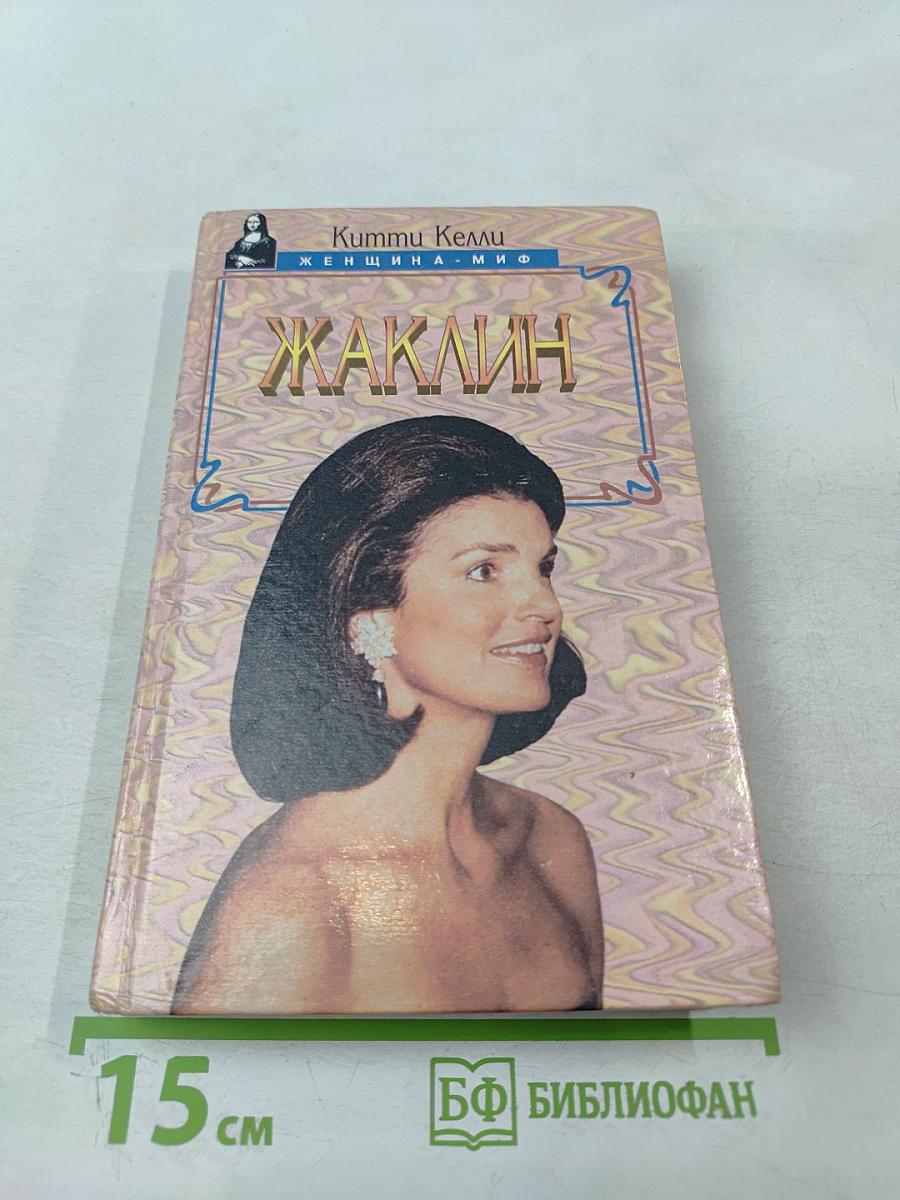 Китти Келли
ЖЕНЩИНА-МИФ
ЖАКЛИН
15 см
БФ БИБЛИОФАН